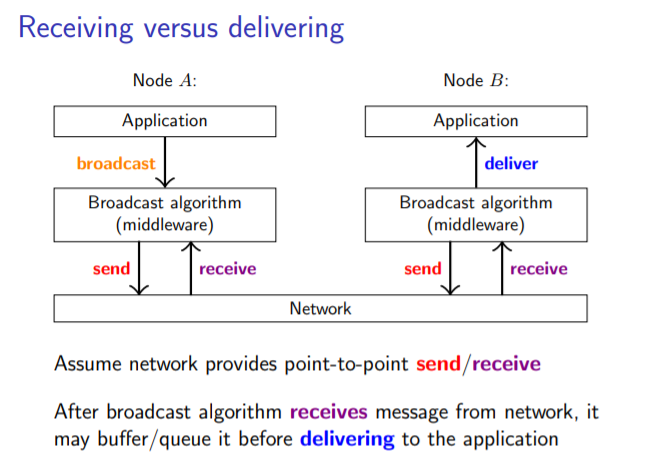 Receiving versus delivering
Node A:
Node B:
Application
Application
broadcast
deliver
Broadcast algorithm
(middleware)
Broadcast algorithm
(middleware)
send
receive
send
receive
Network
Assume network provides point-to-point send/receive
After broadcast algorithm receives message from network, it
may buffer/queue it before delivering to the application